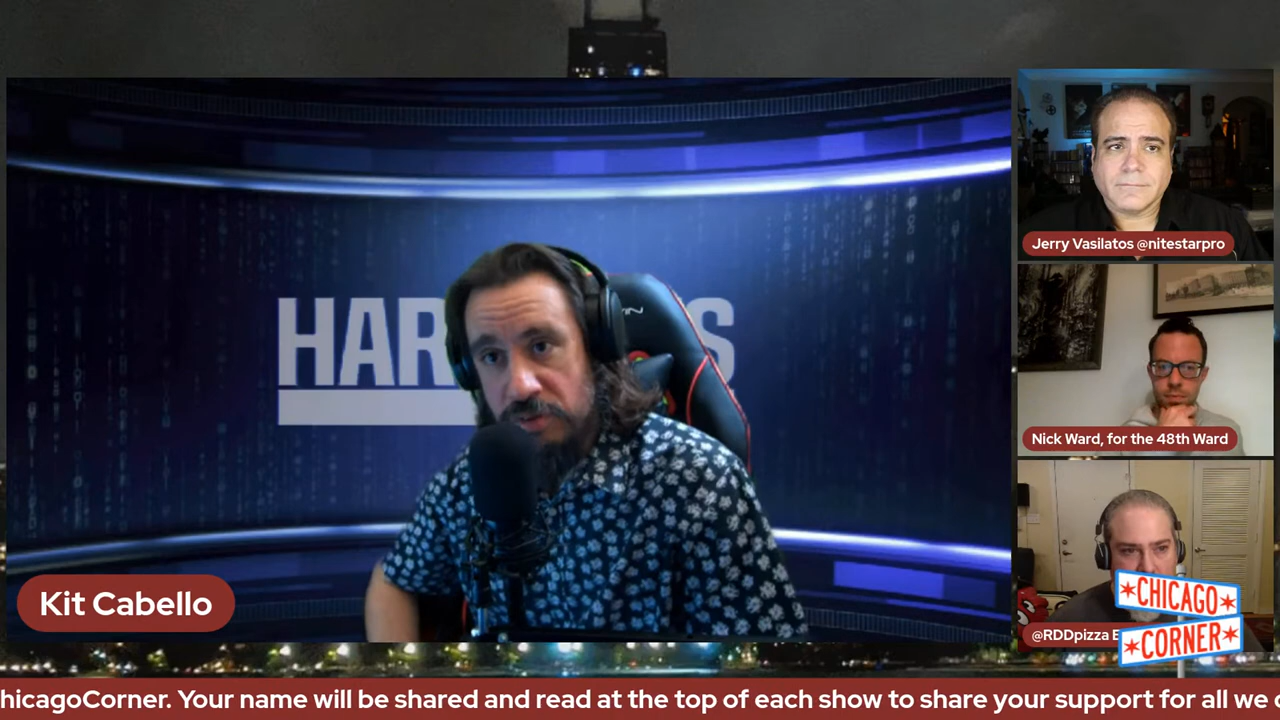 HAR
S
Kit Cabello
Jerry Vasilatos @nitestarpro
Nick Ward, for the 48th Ward
@RDDpizza
CHICAGO
CORNER
hicagoCorner. Your name will be shared and read at the top of each show to share your support for all we